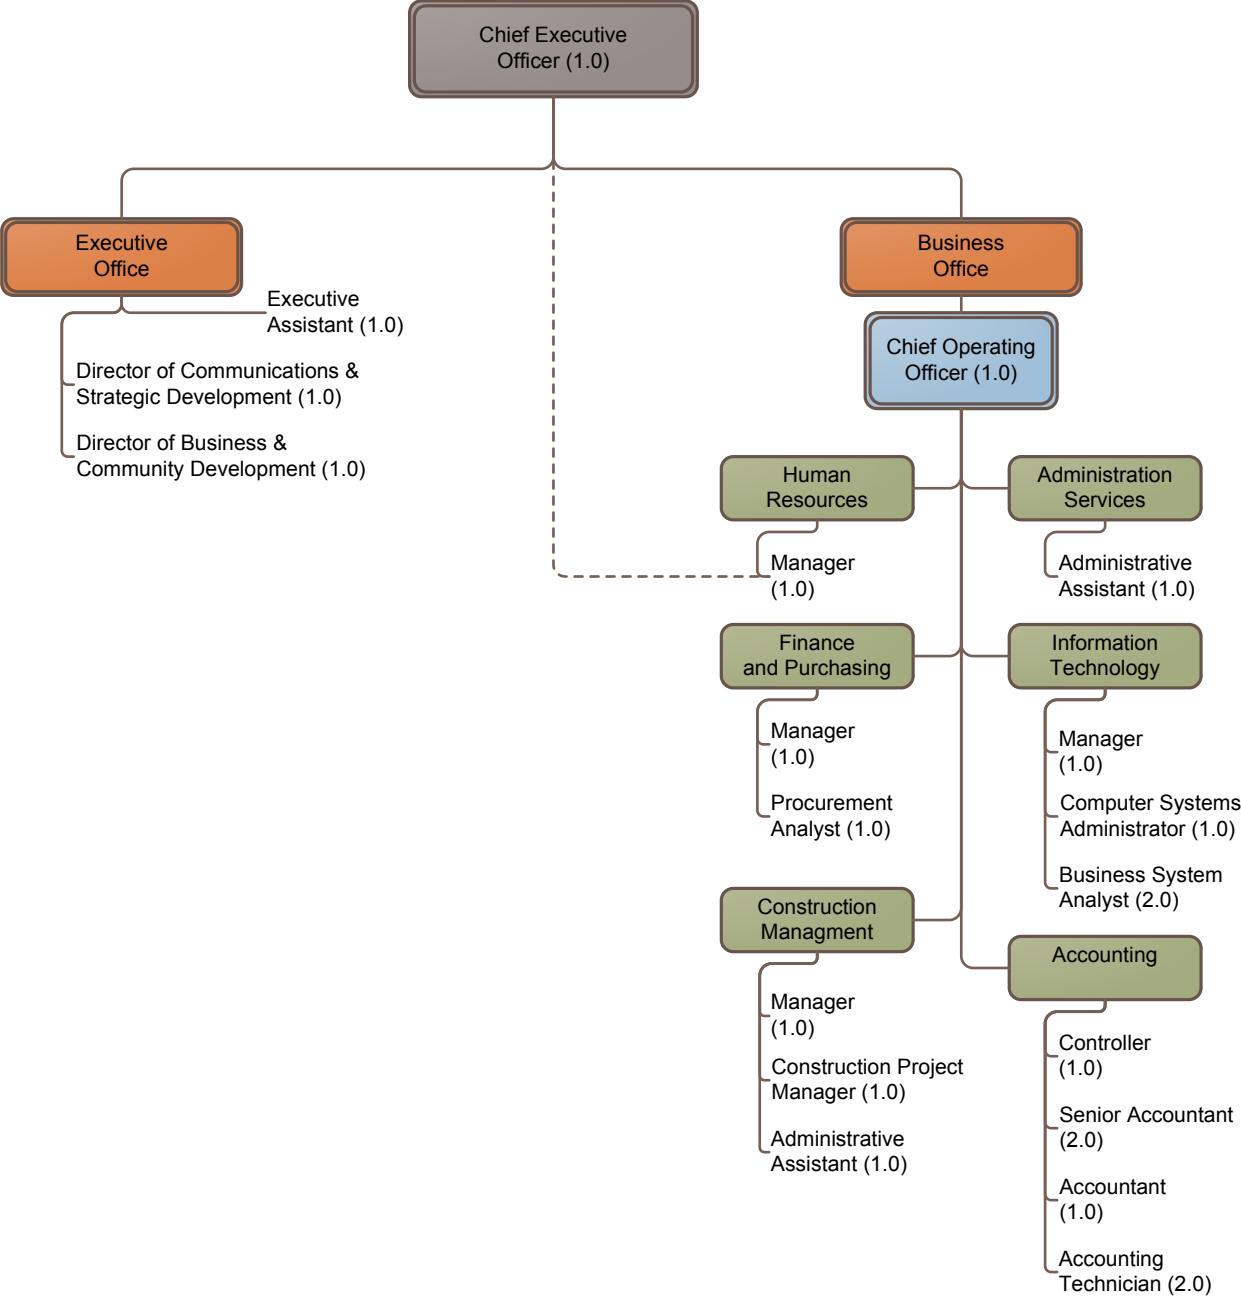 Chief Executive
Officer (1.0)
Executive
Office
Executive
Assistant (1.0)
Director of Communications &
Strategic Development (1.0)
Director of Business &
Community Development (1.0)
Business
Office
Chief Operating
Officer (1.0)
Human
Resources
Manager
(1.0)
Administration
Services
Administrative
Assistant (1.0)
Finance
and Purchasing
Manager
(1.0)
Procurement
Analyst (1.0)
Information
Technology
Manager
(1.0)
Computer Systems
Administrator (1.0)
Business System
Analyst (2.0)
Construction
Managment
Manager
(1.0)
Construction Project
Manager (1.0)
Administrative
Assistant (1.0)
Accounting
Controller
(1.0)
Senior Accountant
(2.0)
Accountant
(1.0)
Accounting
Technician (2.0)